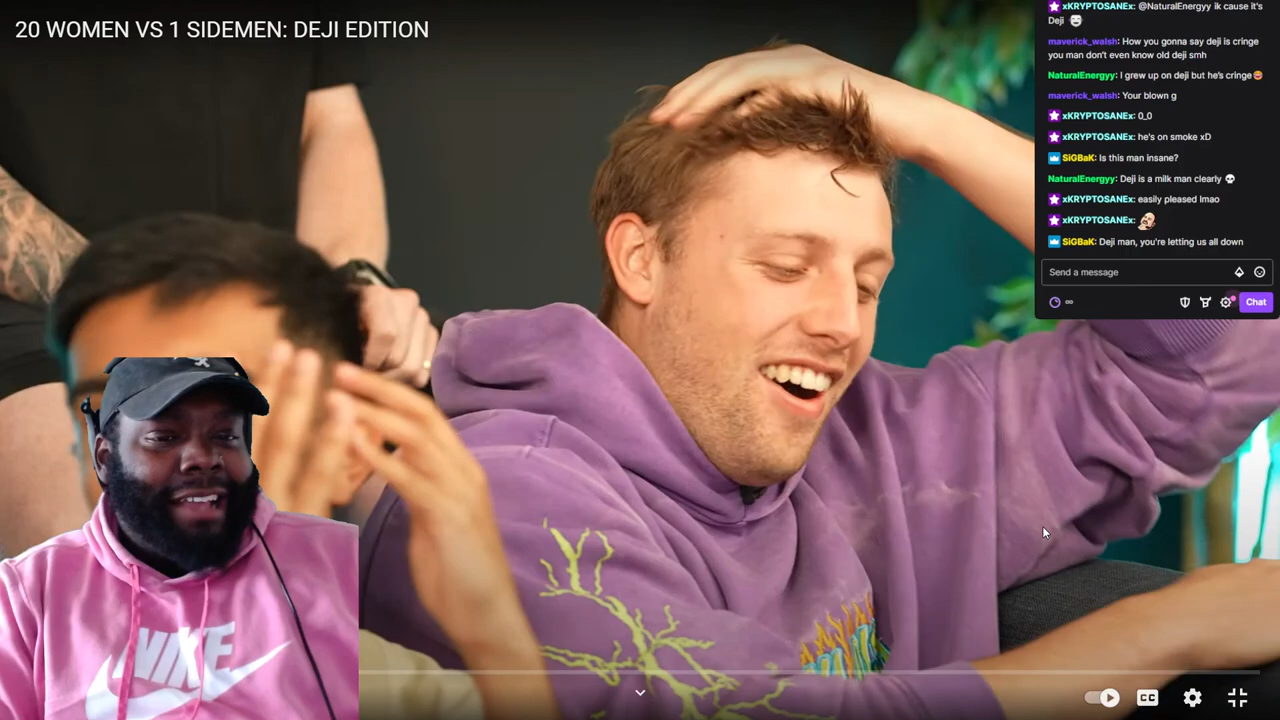 20 WOMEN VS 1 SIDEMEN: DEJI EDITION
xKRYPTOSANEx: @NaturalEnergyy ik cause it's
Deji
maverick_walsh: How you gonna say deji is cringe
you man don't even know old deji smh
NaturalEnergyy: I grew up on deji but he's cringe
maverick_walsh: Your blown g
xKRYPTOSANEx: 0_0
xKRYPTOSANEx: he's on smoke xD
SiGBaK: Is this man insane?
NaturalEnergyy: Deji is a milk man clearly 💀
xKRYPTOSANEx: easily pleased lmao
xKRYPTOSANEx:
SiGBaK: Deji man, you're letting us all down
Send a message
∞
Chat
NIKE
CC